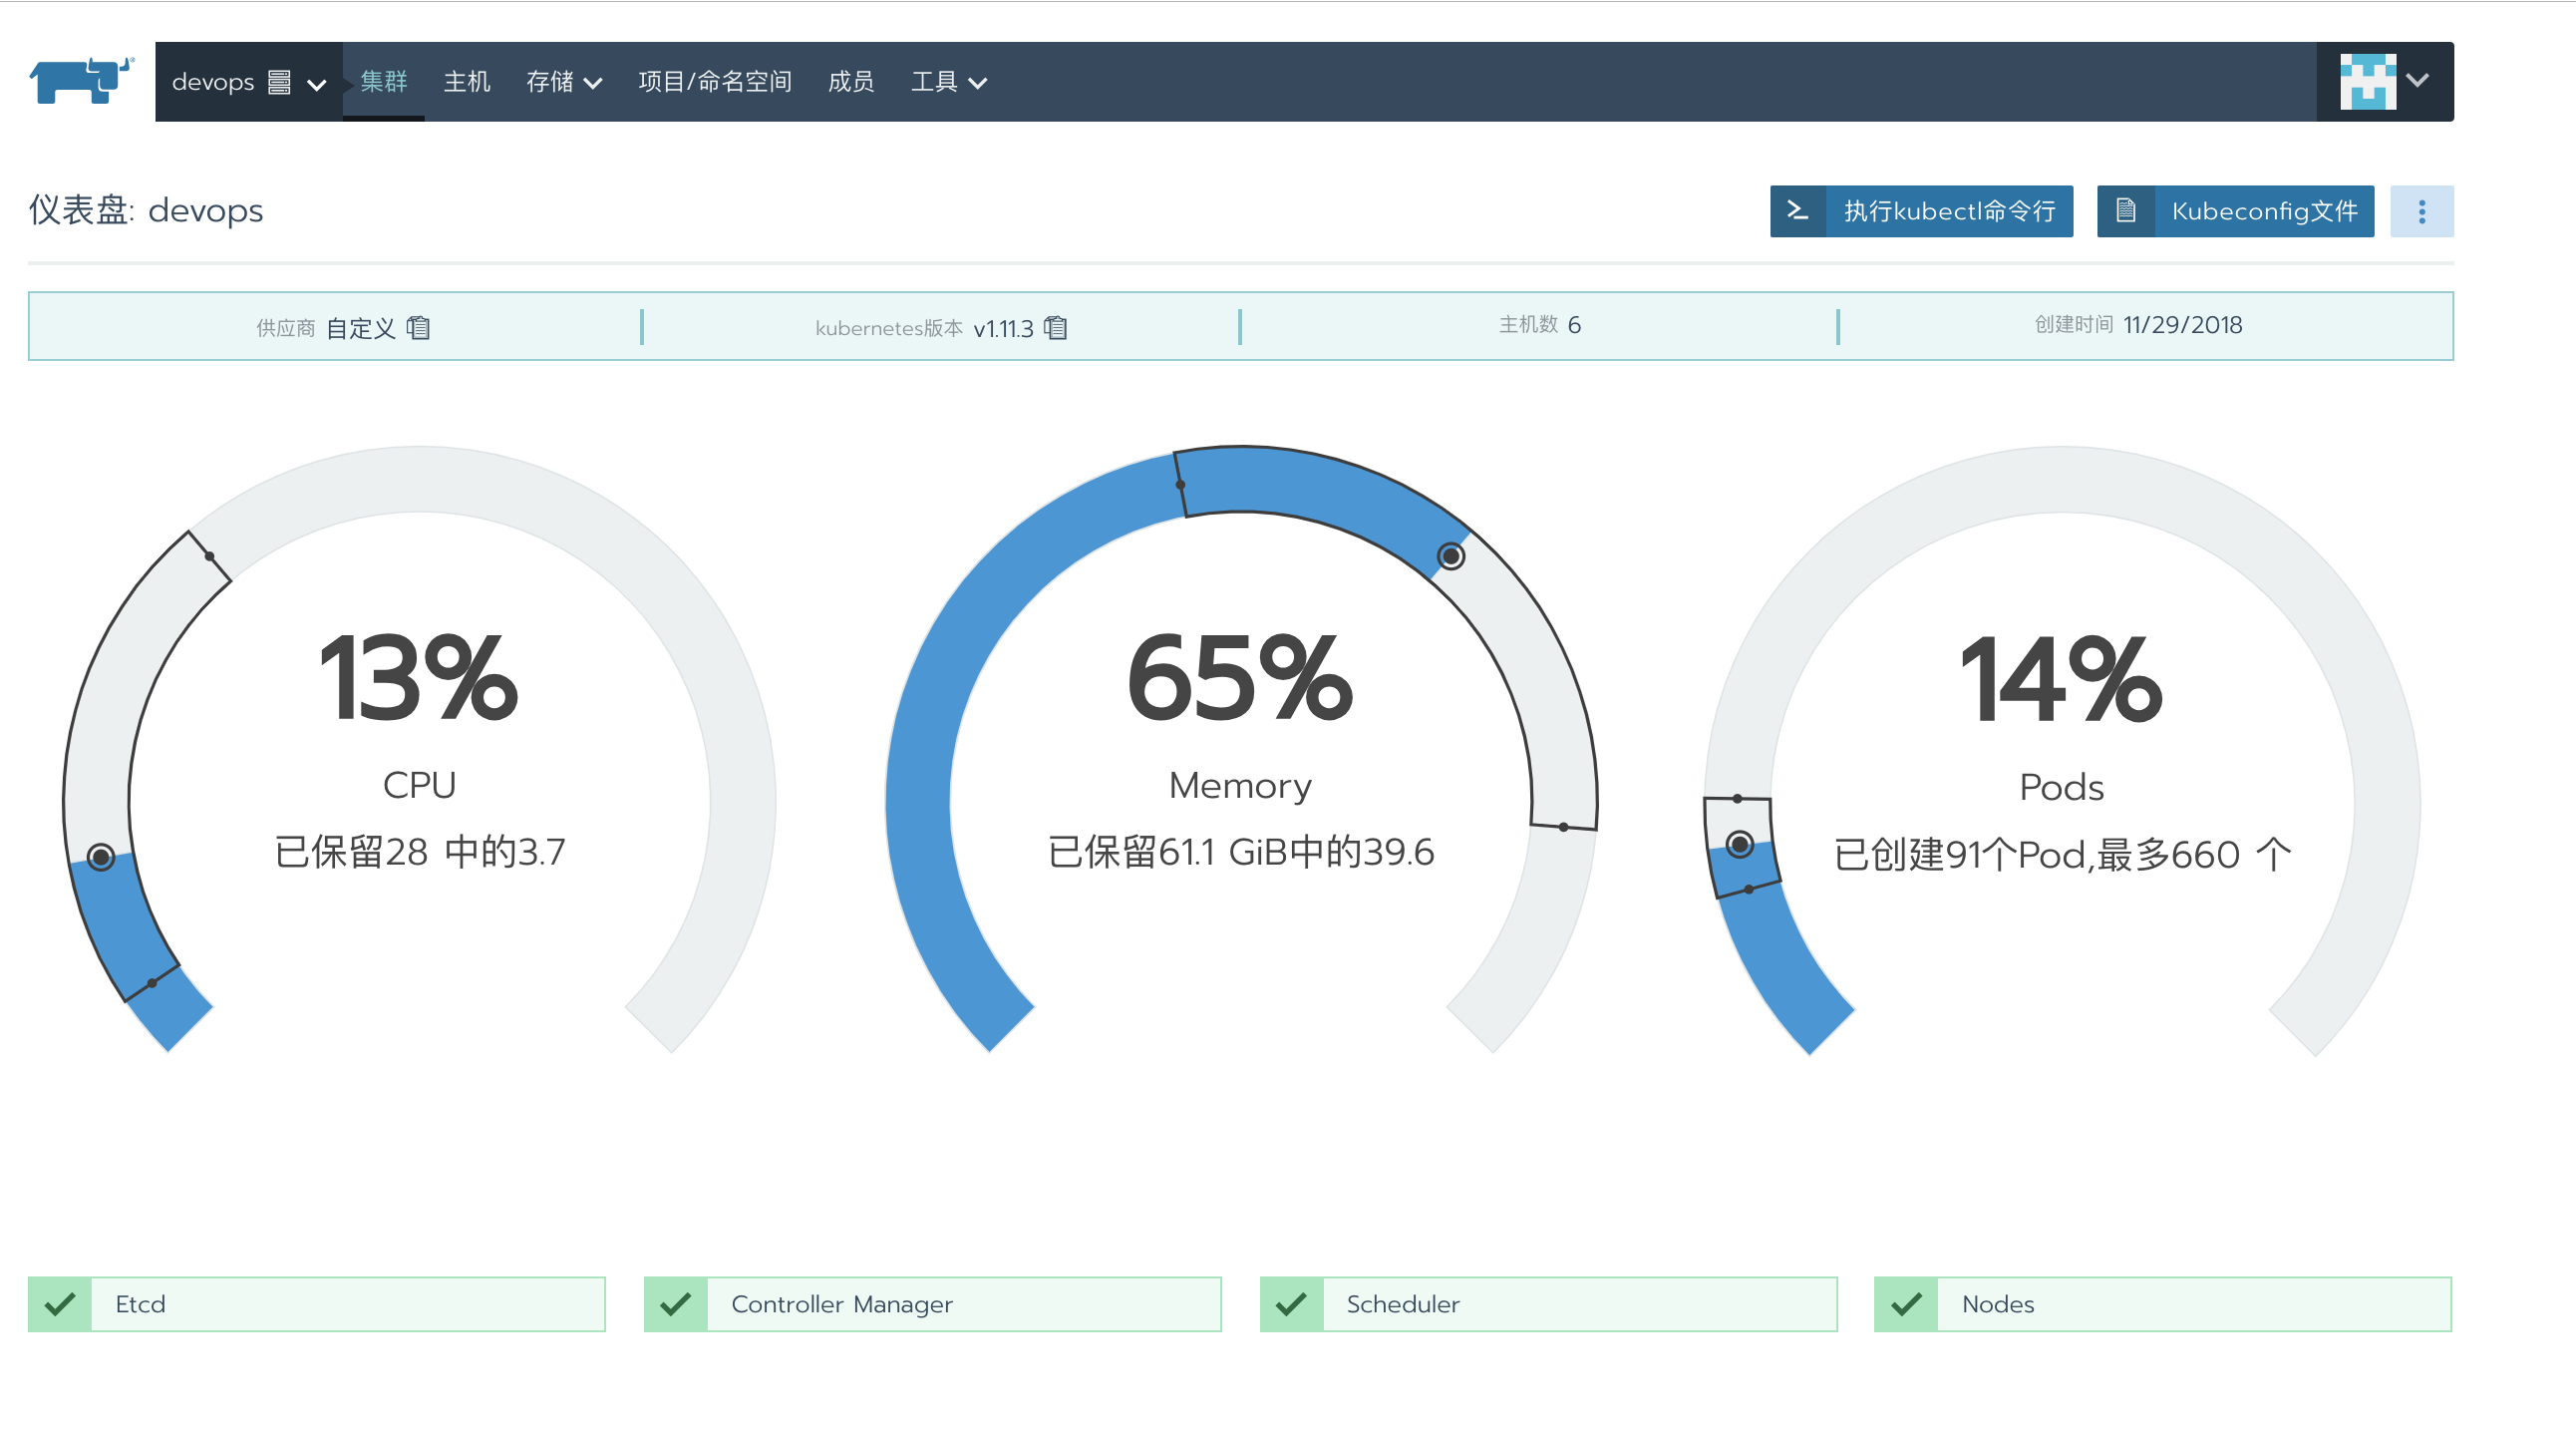 devops 集群 主机 存储 项目/命名空间 成员 工具
仪表盘: devops
执行kubectl命令行 Kubeconfig文件
供应商 自定义 kubernetes版本 v1.11.3 主机数 6 创建时间 11/29/2018
13%
CPU
已保留28 中的3.7
65%
Memory
已保留61.1 GiB中的39.6
14%
Pods
已创建91个Pod,最多660 个
Etcd Controller Manager Scheduler Nodes